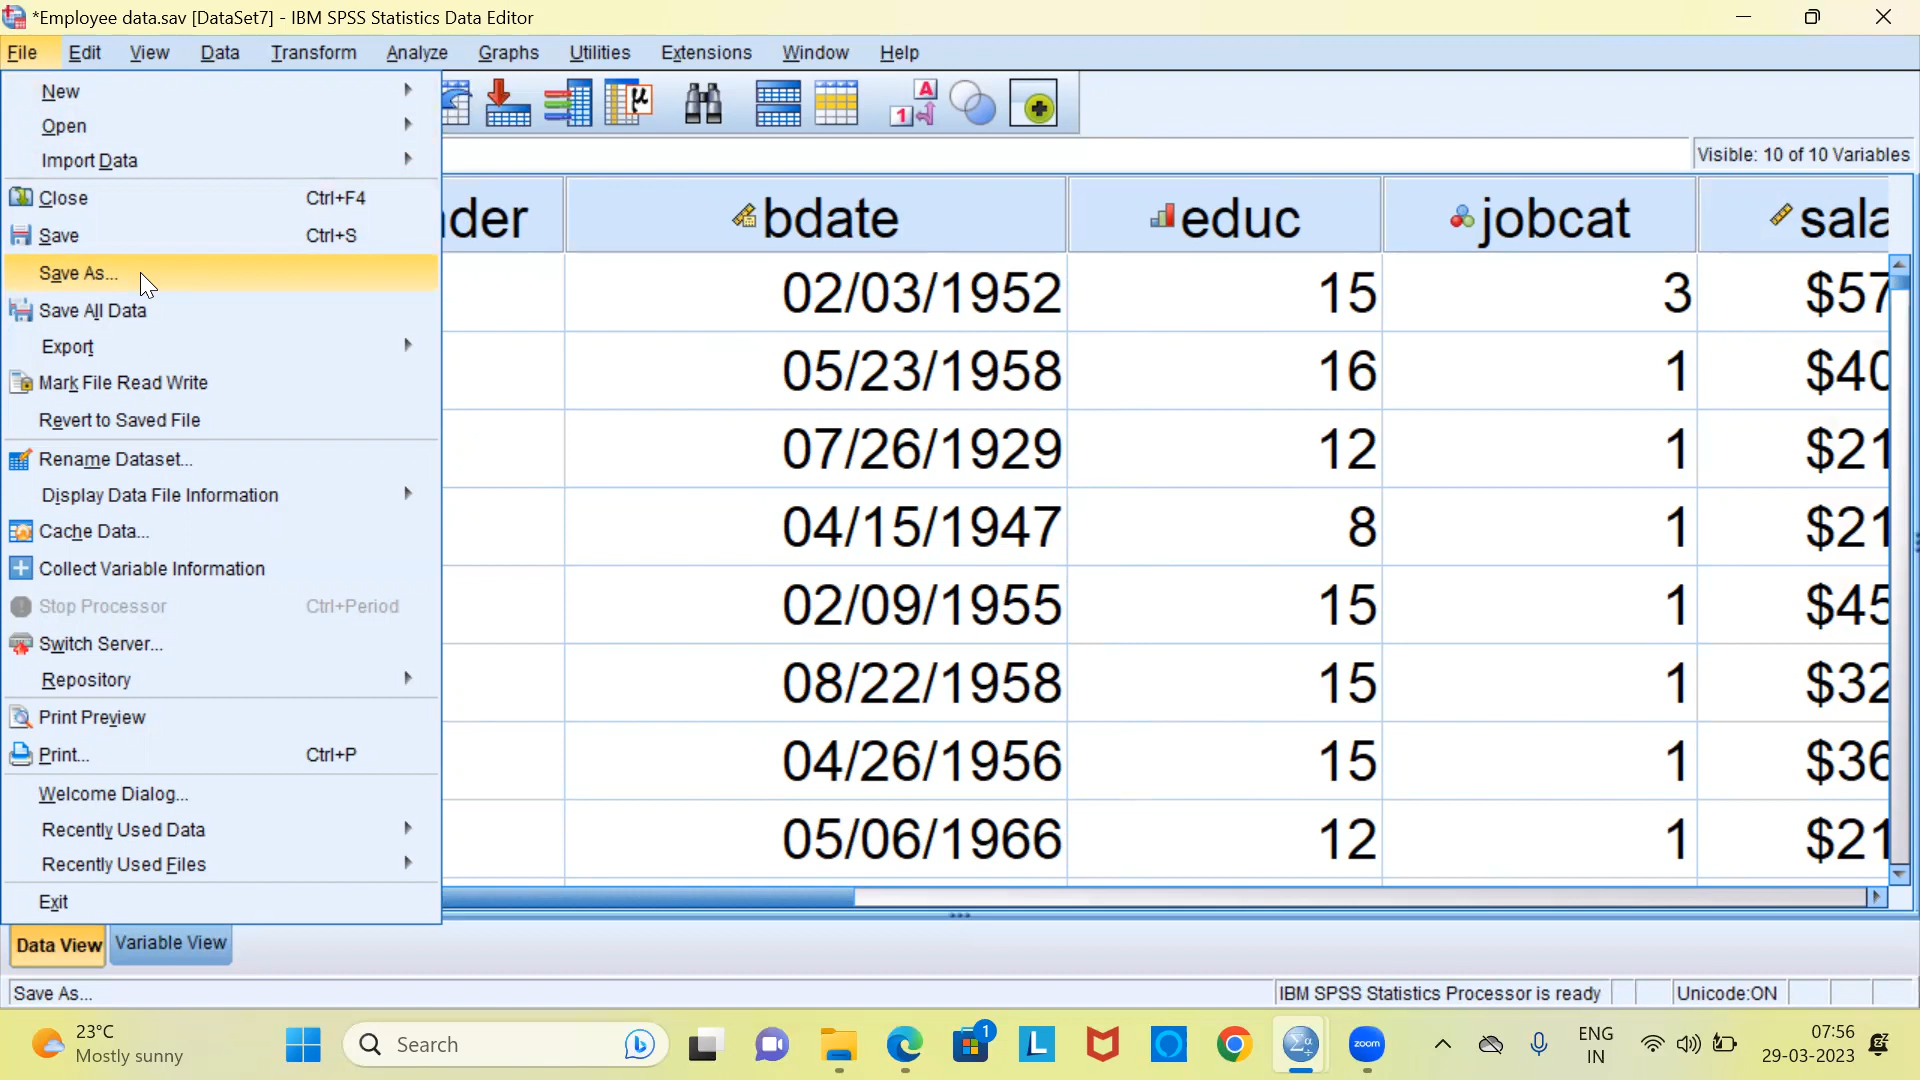 *Employee data.sav [DataSet7] - IBM SPSS Statistics Data Editor
File Edit View Data Transform Analyze Graphs Utilities Extensions Window Help
New
Open
Import Data
Close Ctrl+F4
Save Ctrl+S
Save As...
Save All Data
Export
Mark File Read Write
Revert to Saved File
Rename Dataset...
Display Data File Information
Cache Data...
Collect Variable Information
Stop Processor Ctrl+Period
Switch Server...
Repository
Print Preview
Print... Ctrl+P
Welcome Dialog...
Recently Used Data
Recently Used Files
Exit
Visible: 10 of 10 Variables
nder bdate educ jobcat sala
02/03/1952 15 3 $57
05/23/1958 16 1 $40
07/26/1929 12 1 $21
04/15/1947 8 1 $21
02/09/1955 15 1 $45
08/22/1958 15 1 $32
04/26/1956 15 1 $36
05/06/1966 12 1 $21
Data View Variable View
Save As... IBM SPSS Statistics Processor is ready Unicode:ON
23°C
Mostly sunny
Search
1
L
zoom
ENG
IN
07:56
29-03-2023